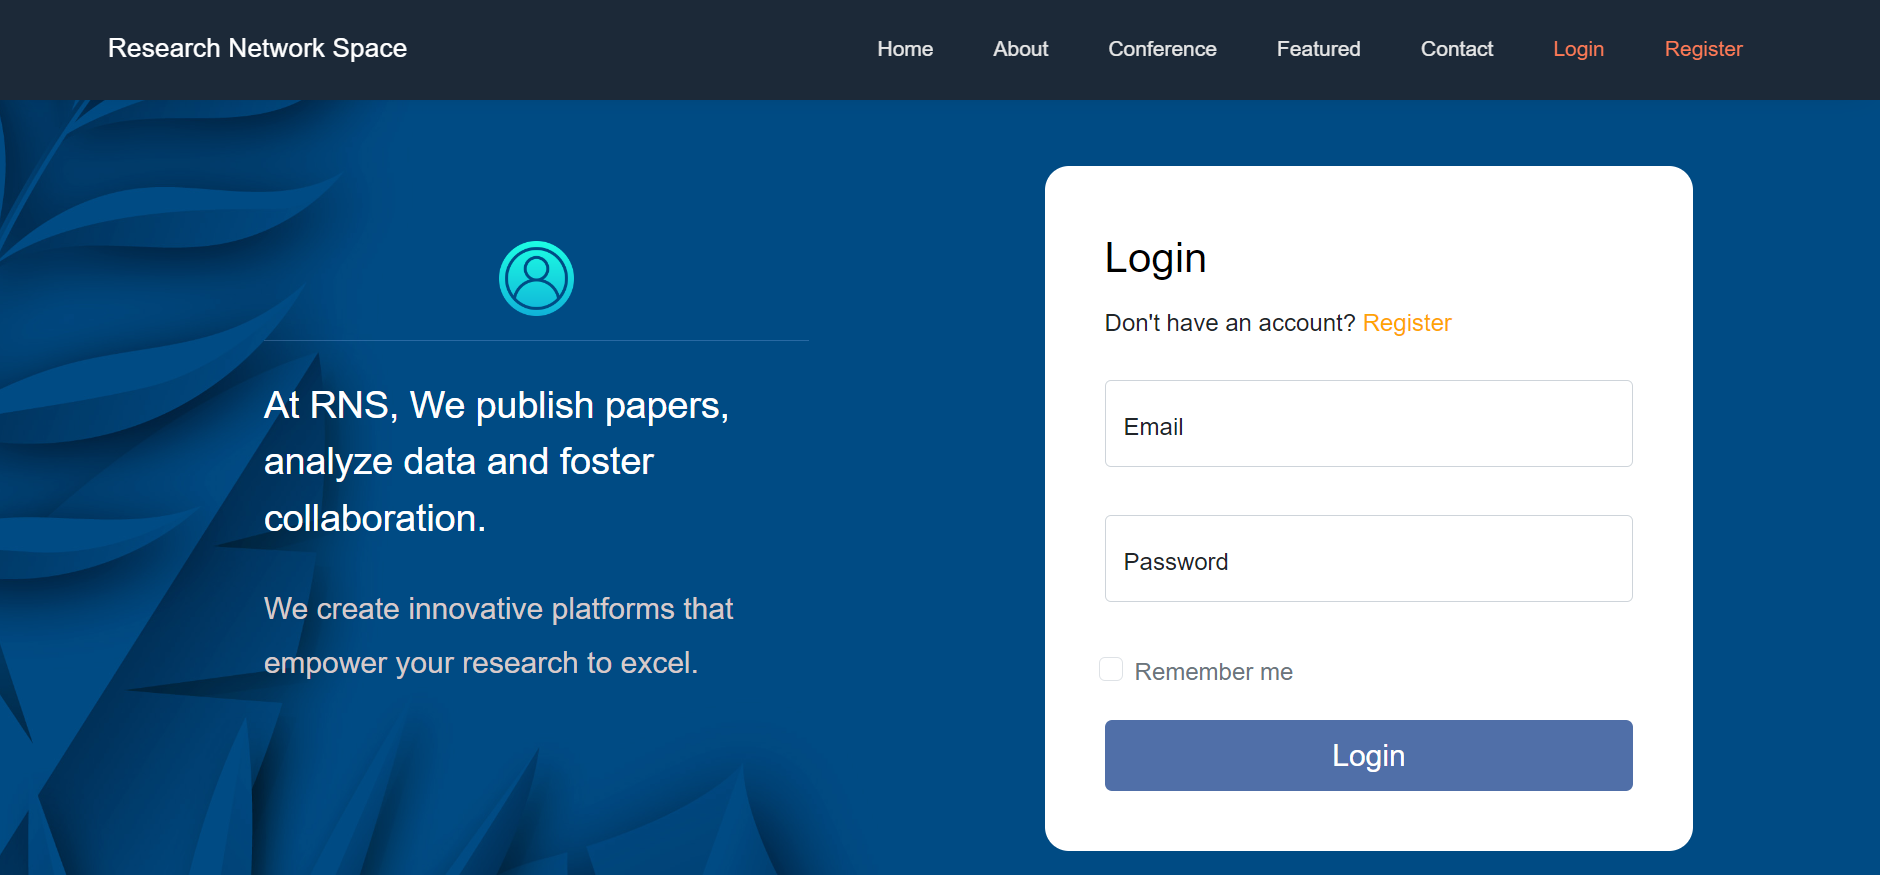 Research Network Space
Home About Conference Featured Contact Login Register
At RNS, We publish papers,
analyze data and foster
collaboration.
We create innovative platforms that
empower your research to excel.
Login
Don't have an account? Register
Email
Password
Remember me
Login